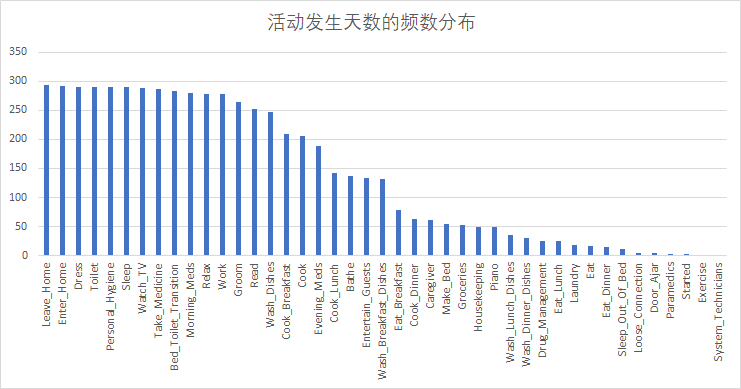 活动发生天数的频数分布
350
300
250
200
150
100
50
0
Leave_Home
Enter_Home
Dress
Toilet
Personal_Hygiene
Sleep
Watch_TV
Take_Medicine
Bed_Toilet_Transition
Morning_Meds
Relax
Work
Groom
Read
Wash_Dishes
Cook_Breakfast
Cook
Evening_Meds
Cook_Lunch
Bathe
Entertain_Guests
Wash_Breakfast_Dishes
Eat_Breakfast
Cook_Dinner
Caregiver
Make_Bed
Groceries
Housekeeping
Piano
Wash_Lunch_Dishes
Wash_Dinner_Dishes
Drug_Management
Eat_Lunch
Laundry
Eat
Eat_Dinner
Sleep_Out_Of_Bed
Loose_Connection
Door_Ajar
Paramedics
Started
Exercise
System_Technicians